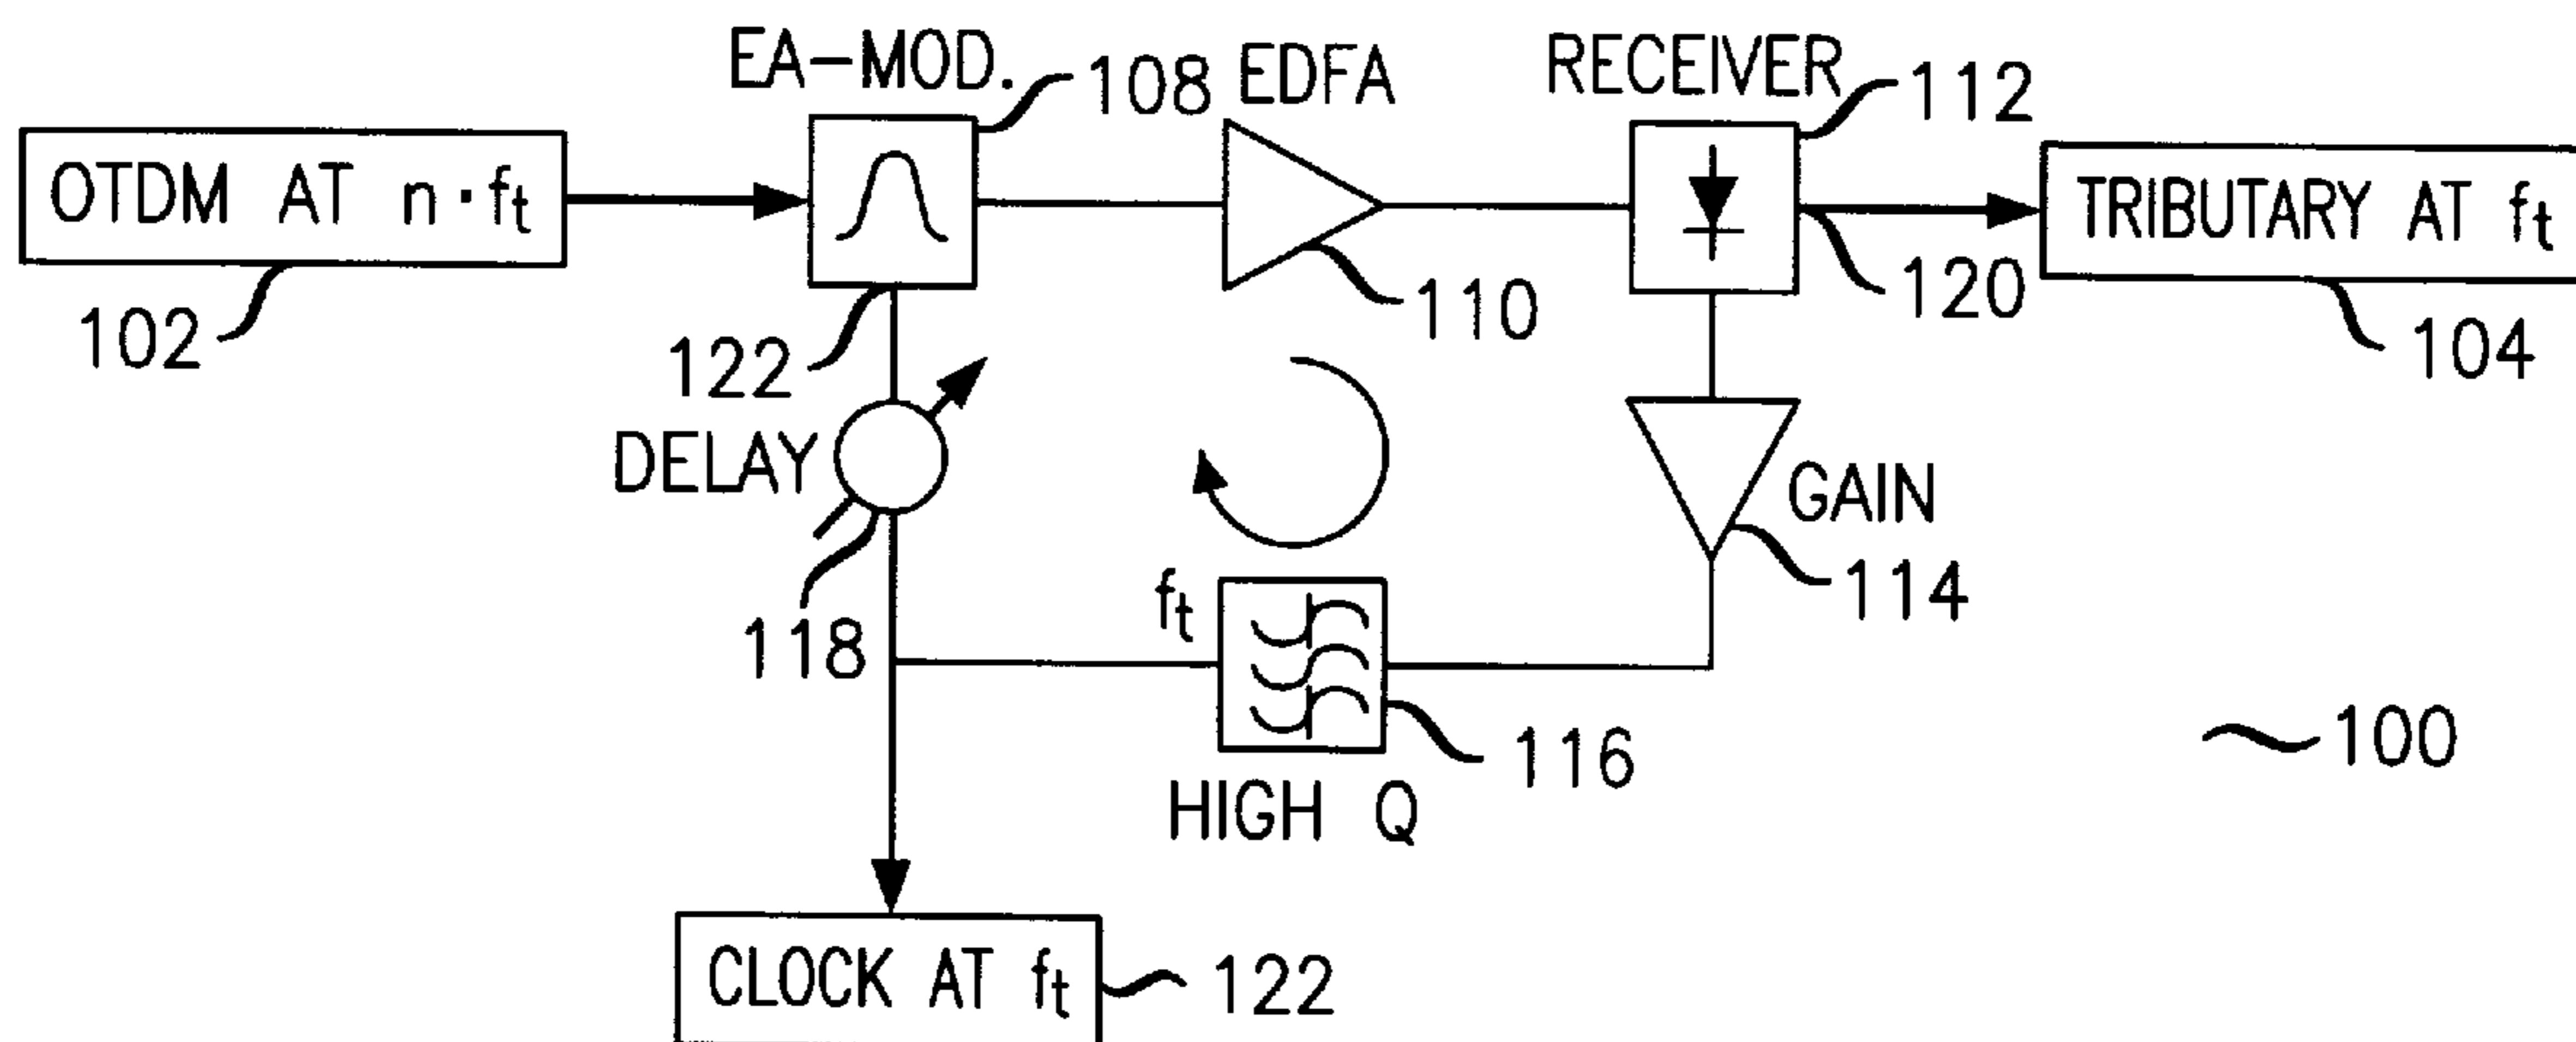 EA-MOD.
108
EDFA
RECEIVER
112
OTDM AT n·ft
TRIBUTARY AT ft
102
122
110
120
104
DELAY
GAIN
118
ft
114
116
HIGH Q
100
CLOCK AT ft
122